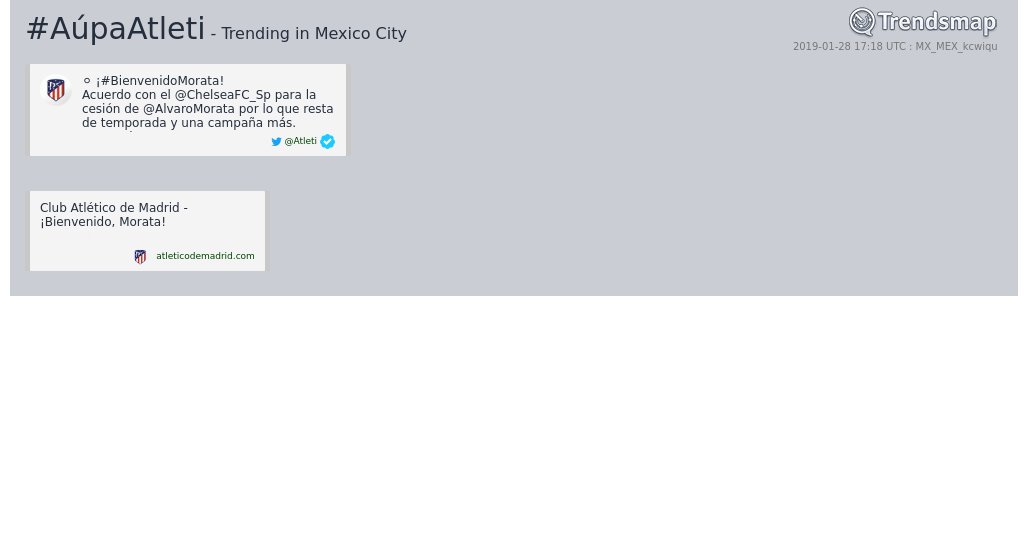 #AúpaAtleti - Trending in Mexico City
Trendsmap
2019-01-28 17:18 UTC : MX_MEX_kcwiqu
⚪ ¡#BienvenidoMorata!
Acuerdo con el @ChelseaFC_Sp para la
cesión de @AlvaroMorata por lo que resta
de temporada y una campaña más.
@Atleti
Club Atlético de Madrid -
¡Bienvenido, Morata!
atleticodemadrid.com